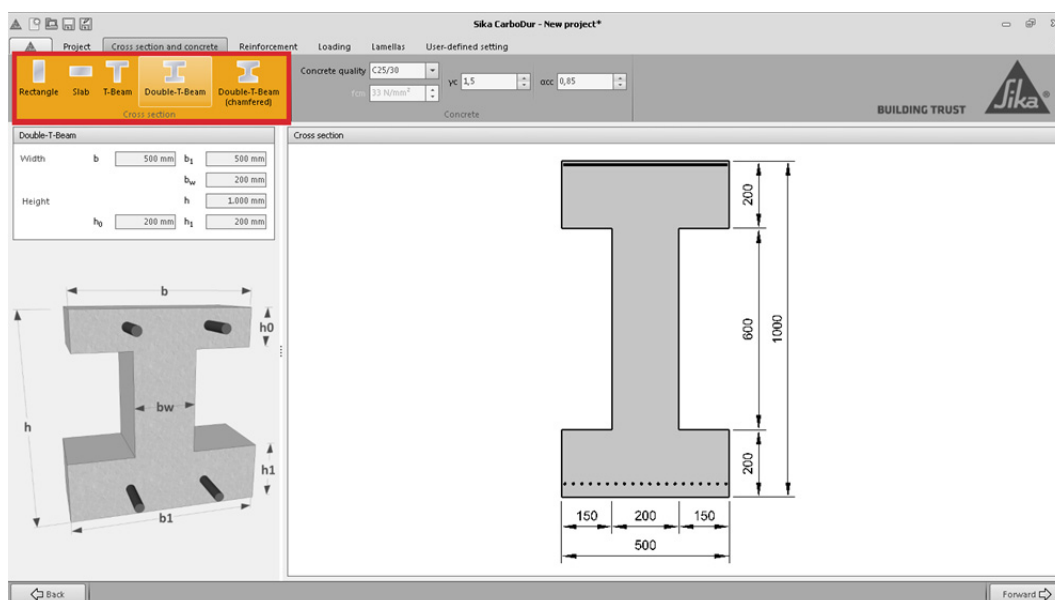 Sika CarboDur - New project*
Project Cross section and concrete Reinforcement Loading Lamellas User-defined setting
Rectangle Slab T-Beam Double-T-Beam Double-T-Beam
(chamfered)
Cross section
Concrete quality C25/30 γc 1,5 αcc 0,85
fcm 33 N/mm²
Concrete
BUILDING TRUST
Sika®
Double-T-Beam
Width b 500 mm b1 500 mm
bw 200 mm
Height h 1.000 mm
h0 200 mm h1 200 mm
b
h0
bw
h
h1
b1
Cross section
200
600
1000
200
150 200 150
500
Back
Forward